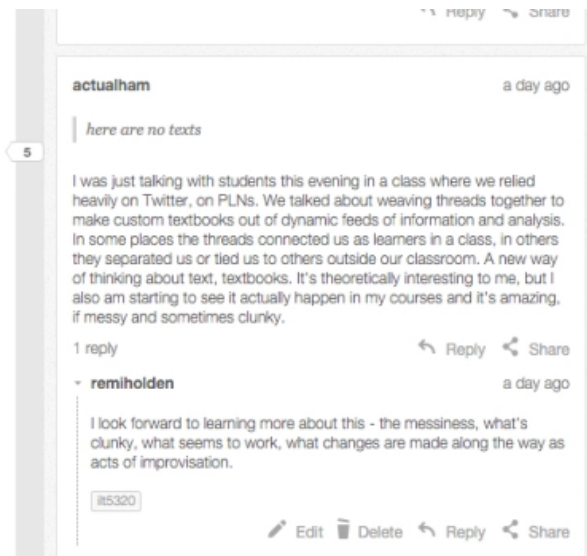 Reply Share
actualham a day ago
here are no texts
5
I was just talking with students this evening in a class where we relied
heavily on Twitter, on PLNs. We talked about weaving threads together to
make custom textbooks out of dynamic feeds of information and analysis.
In some places the threads connected us as learners in a class, in others
they separated us or tied us to others outside our classroom. A new way
of thinking about text, textbooks. It's theoretically interesting to me, but I
also am starting to see it actually happen in my courses and it's amazing,
if messy and sometimes clunky.
1 reply Reply Share
remiholden a day ago
I look forward to learning more about this - the messiness, what's
clunky, what seems to work, what changes are made along the way as
acts of improvisation.
ilt5320
Edit Delete Reply Share